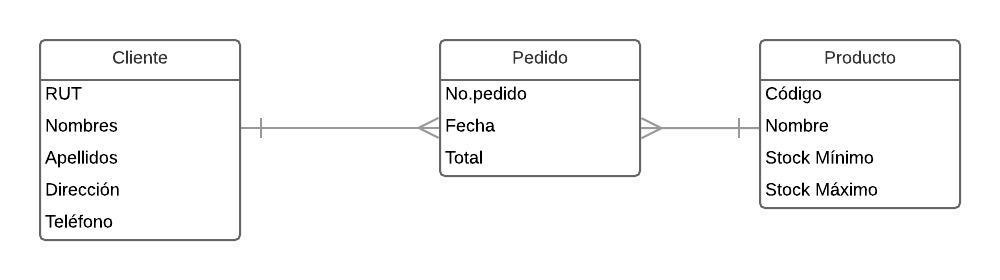 Cliente
RUT
Nombres
Apellidos
Dirección
Teléfono
Pedido
No.pedido
Fecha
Total
Producto
Código
Nombre
Stock Mínimo
Stock Máximo